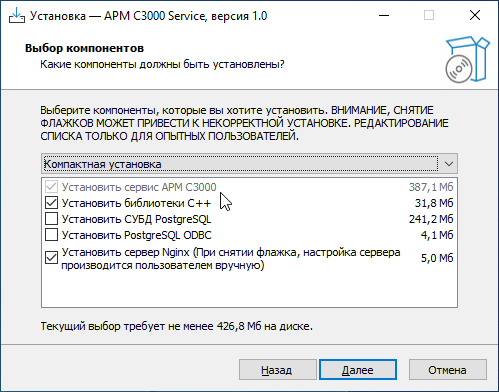 Установка — АРМ С3000 Service, версия 1.0
Выбор компонентов
Какие компоненты должны быть установлены?
Выберите компоненты, которые вы хотите установить. ВНИМАНИЕ, СНЯТИЕ
ФЛАЖКОВ МОЖЕТ ПРИВЕСТИ К НЕКОРРЕКТНОЙ УСТАНОВКЕ. РЕДАКТИРОВАНИЕ
СПИСКА ТОЛЬКО ДЛЯ ОПЫТНЫХ ПОЛЬЗОВАТЕЛЕЙ.
Компактная установка
Установить сервис АРМ С3000 387,1 Мб
Установить библиотеки C++ 31,8 Мб
Установить СУБД PostgreSQL 241,2 Мб
Установить PostgreSQL ODBC 4,1 Мб
Установить сервер Nginx (При снятии флажка, настройка сервера 5,0 Мб
производится пользователем вручную)
Текущий выбор требует не менее 426,8 Мб на диске.
Назад Далее Отмена